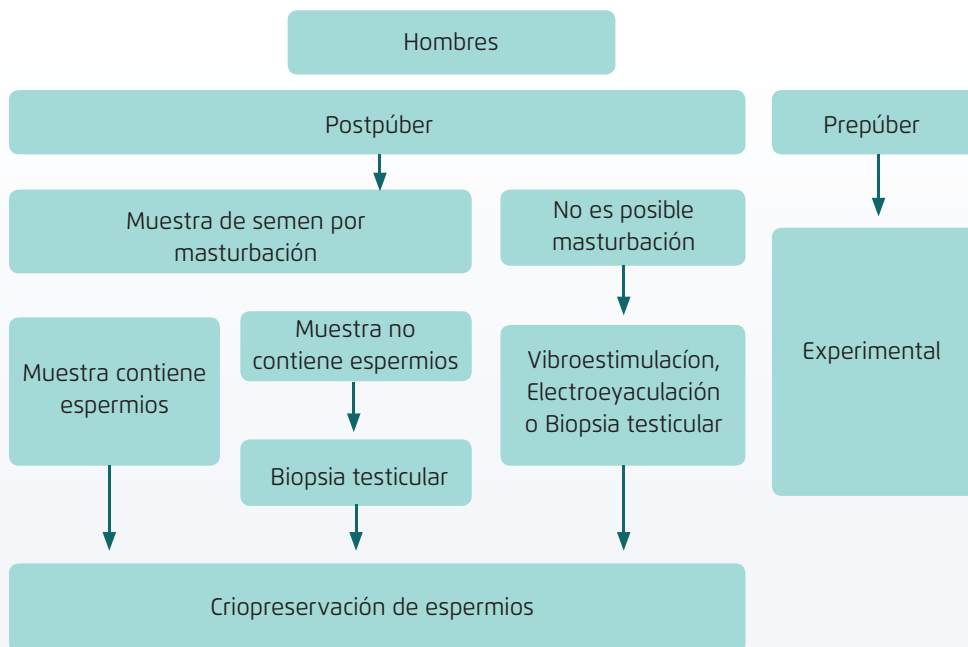 Hombres
Postpúber
Prepúber
Muestra de semen por
masturbación
No es posible
masturbación
Muestra contiene
espermios
Muestra no
contiene espermios
Biopsia testicular
Vibroestimulacíon,
Electroeyaculación
o Biopsia testicular
Experimental
Criopreservación de espermios